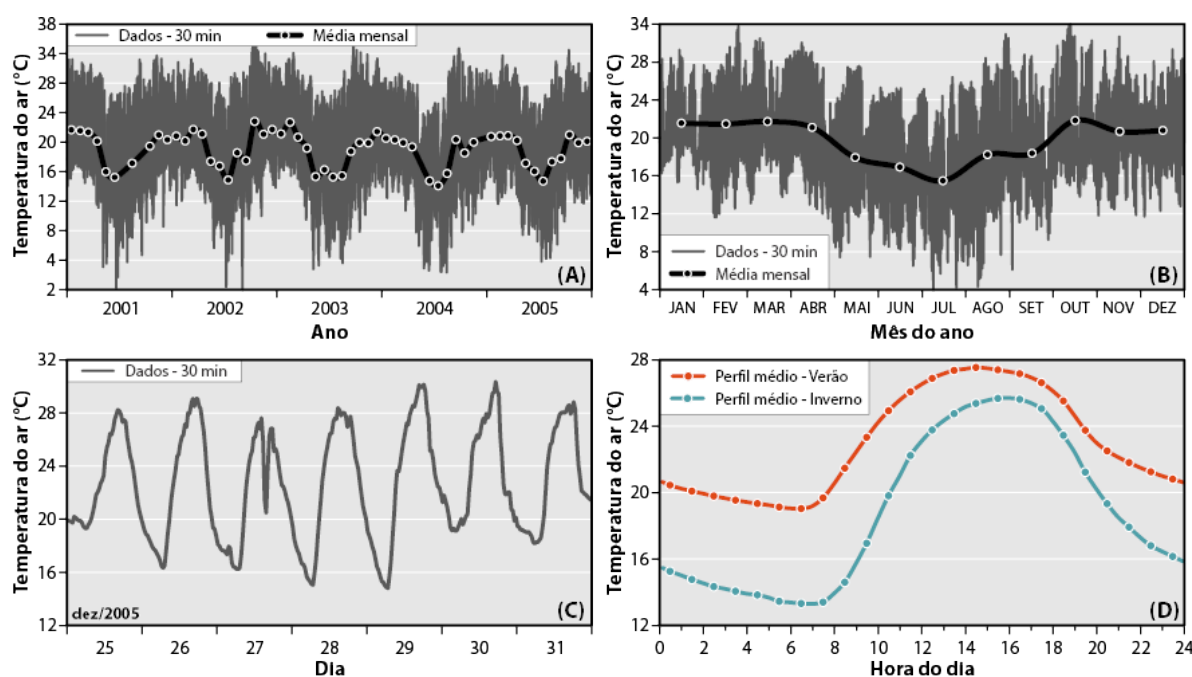 Temperatura do ar (°C)
38
34
28
24
20
16
12
8
4
2
Dados - 30 min
Média mensal
(A)
2001
2002
2003
2004
2005
Ano
Temperatura do ar (°C)
36
32
28
24
20
16
12
8
4
Dados - 30 min
Média mensal
(B)
JAN
FEV
MAR
ABR
MAI
JUN
JUL
AGO
SET
OUT
NOV
DEZ
Mês do ano
Temperatura do ar (°C)
32
28
24
20
16
12
Dados - 30 min
dez/2005
(C)
25
26
27
28
29
30
31
Dia
Temperatura do ar (°C)
28
24
20
16
12
Perfil médio - Verão
Perfil médio - Inverno
(D)
0
2
4
6
8
10
12
14
16
18
20
22
24
Hora do dia